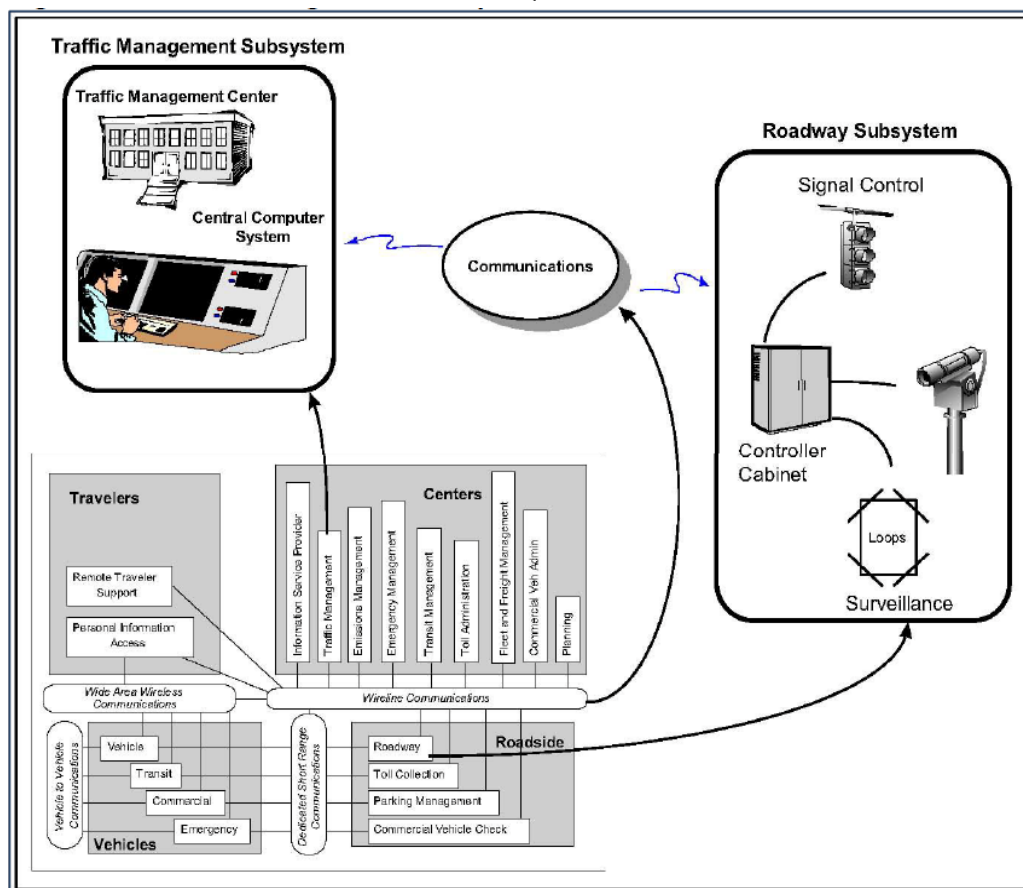 Traffic Management Subsystem
Traffic Management Center
Central Computer
System
Communications
Roadway Subsystem
Signal Control
Controller
Cabinet
Loops
Surveillance
Travelers
Remote Traveler
Support
Personal Information
Access
Centers
Information Service Provider
Traffic Management
Emissions Management
Emergency Management
Transit Management
Toll Administration
Fleet and Freight Management
Commercial Veh Admin
Planning
Wide Area Wireless
Communications
Wireline Communications
Vehicle to Vehicle
Communications
Vehicle
Transit
Commercial
Emergency
Vehicles
Dedicated Short Range
Communications
Roadside
Roadway
Toll Collection
Parking Management
Commercial Vehicle Check